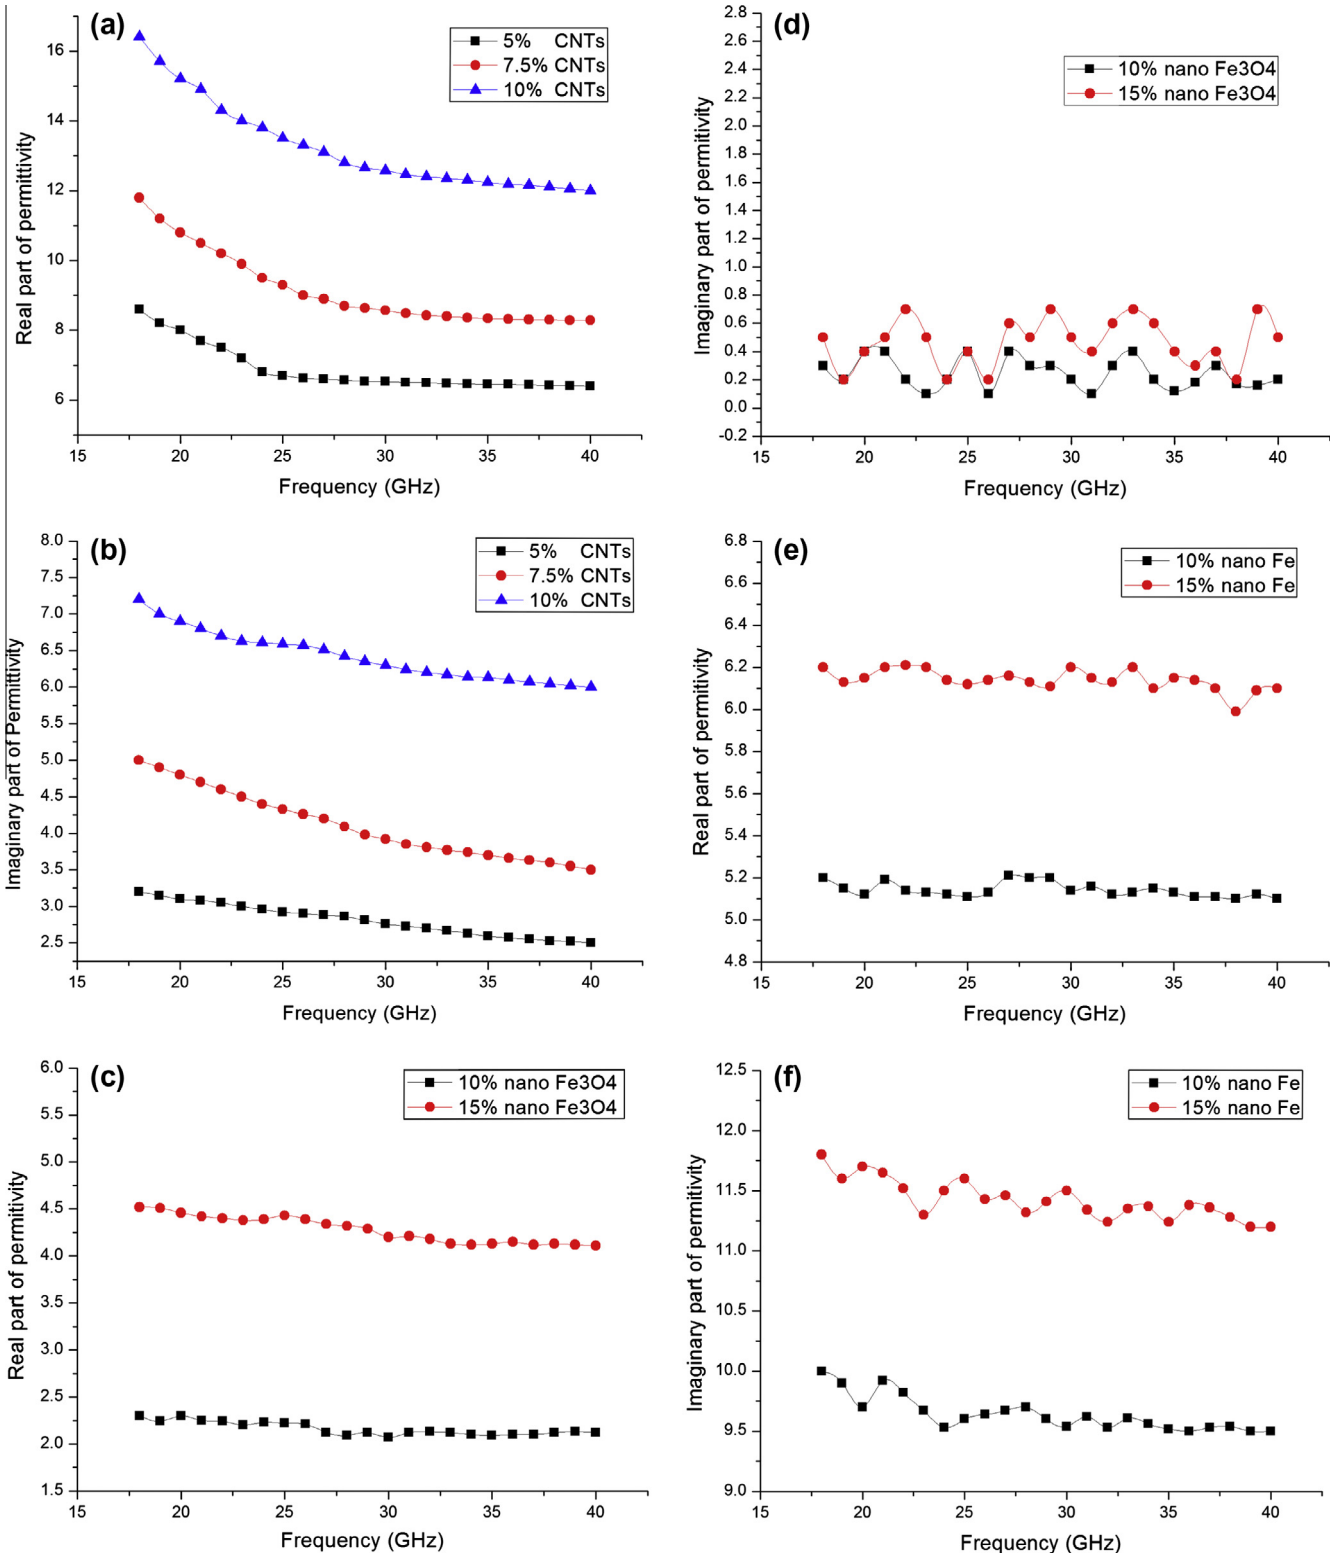 (a)
5% CNTs
7.5% CNTs
10% CNTs
16
14
12
10
8
6
Real part of permittivity
15 20 25 30 35 40
Frequency (GHz)
(d)
10% nano Fe3O4
15% nano Fe3O4
2.8
2.6
2.4
2.2
2.0
1.8
1.6
1.4
1.2
1.0
0.8
0.6
0.4
0.2
0.0
-0.2
Imaginary part of permitivity
15 20 25 30 35 40
Frequency (GHz)
(b)
5% CNTs
7.5% CNTs
10% CNTs
8.0
7.5
7.0
6.5
6.0
5.5
5.0
4.5
4.0
3.5
3.0
2.5
Imaginary part of Permittivity
15 20 25 30 35 40
Frequency (GHz)
(e)
10% nano Fe
15% nano Fe
6.8
6.6
6.4
6.2
6.0
5.8
5.6
5.4
5.2
5.0
4.8
Real part of permitivity
15 20 25 30 35 40
Frequency (GHz)
(c)
10% nano Fe3O4
15% nano Fe3O4
6.0
5.5
5.0
4.5
4.0
3.5
3.0
2.5
2.0
1.5
Real part of permitivity
15 20 25 30 35 40
Frequency (GHz)
(f)
10% nano Fe
15% nano Fe
12.5
12.0
11.5
11.0
10.5
10.0
9.5
9.0
Imaginary part of permitivity
15 20 25 30 35 40
Frequency (GHz)